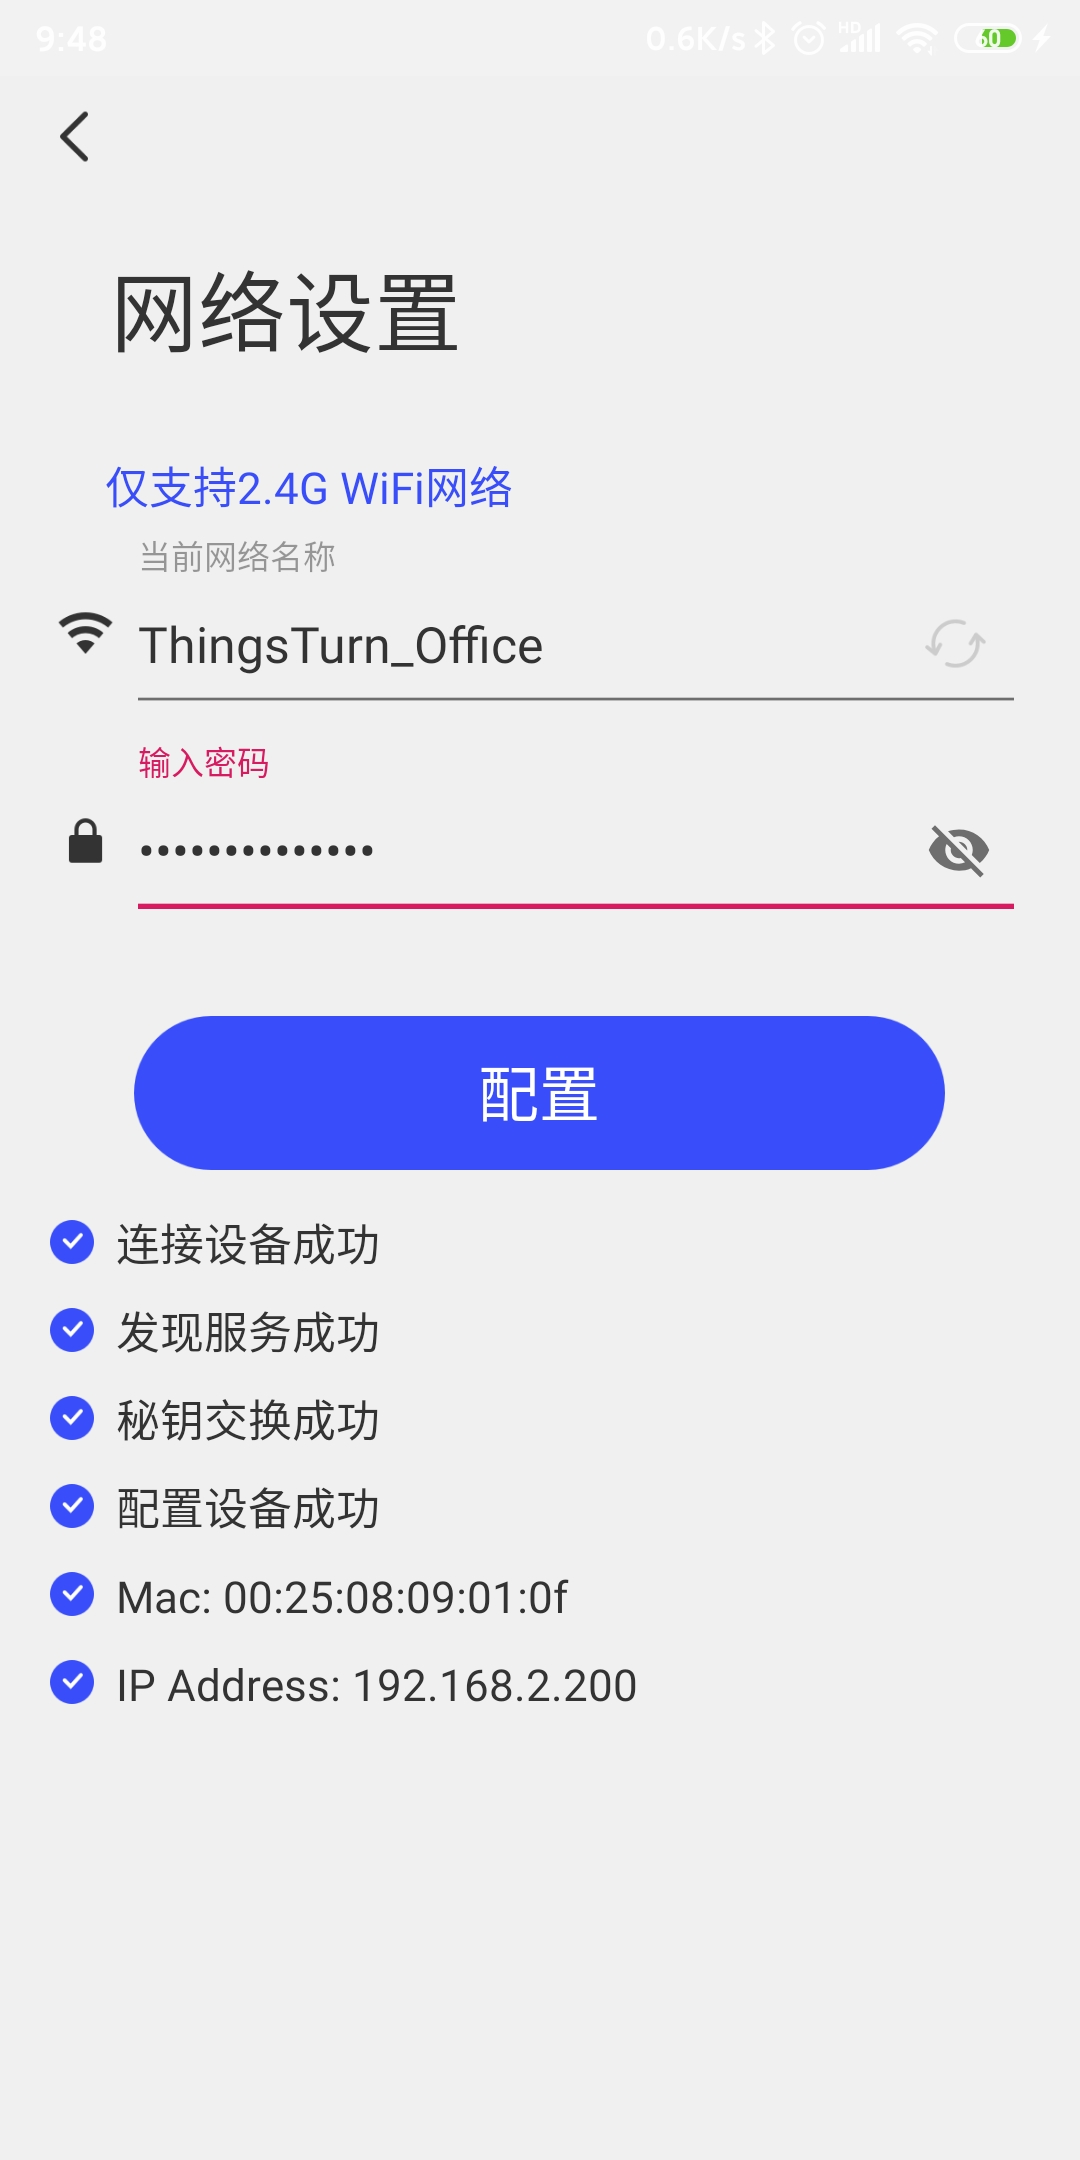 9:48
0.6K/s HD 60
网络设置
仅支持2.4G WiFi网络
当前网络名称
ThingsTurn_Office
输入密码
••••••••••••••
配置
连接设备成功
发现服务成功
秘钥交换成功
配置设备成功
Mac: 00:25:08:09:01:0f
IP Address: 192.168.2.200